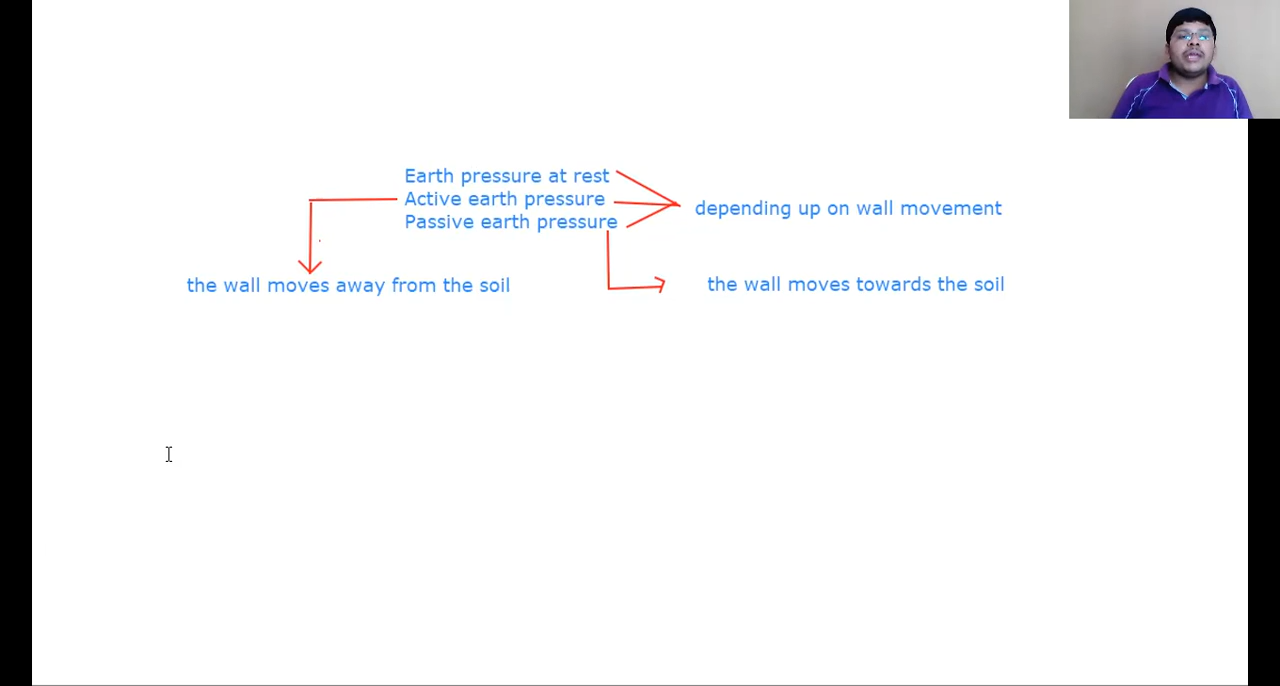 Earth pressure at rest
Active earth pressure
Passive earth pressure
depending up on wall movement
the wall moves away from the soil
the wall moves towards the soil